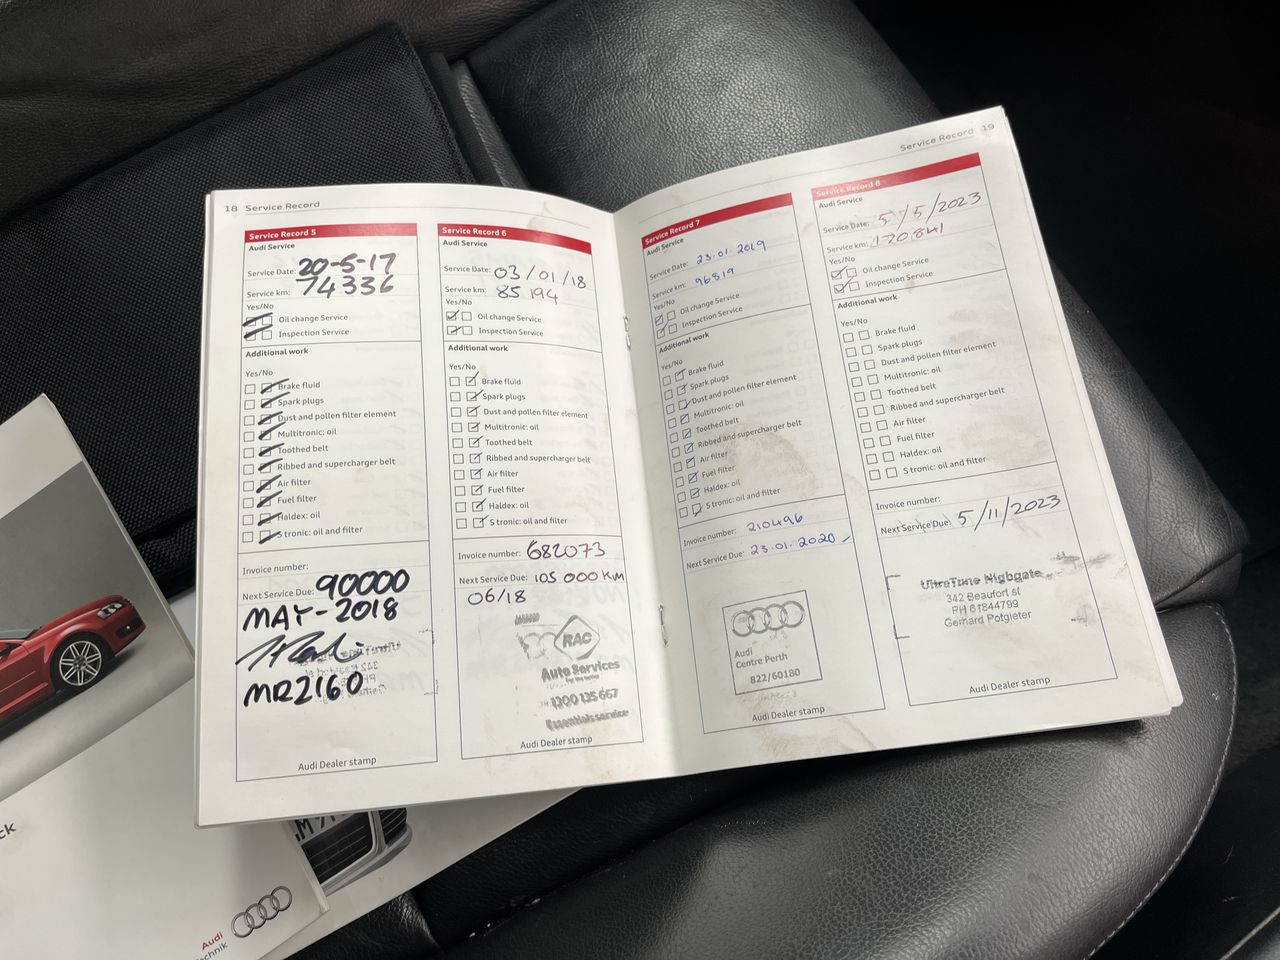 18 Service Record
Service Record 5
Audi Service
Service Date: 20-5-17
Service km: 74336
Yes/No
Oil change Service
Inspection Service
Additional work
Yes/No
Brake fluid
Spark plugs
Dust and pollen filter element
Multitronic: oil
Toothed belt
Ribbed and supercharger belt
Air filter
Fuel filter
Haldex: oil
S tronic: oil and filter
Invoice number:
Next Service Due: 90000
MAY-2018
MR2160
Audi Dealer stamp
Service Record 6
Audi Service
Service Date: 03/01/18
Service km: 85 194
Yes/No
Oil change Service
Inspection Service
Additional work
Yes/No
Brake fluid
Spark plugs
Dust and pollen filter element
Multitronic: oil
Toothed belt
Ribbed and supercharger belt
Air filter
Fuel filter
Haldex: oil
S tronic: oil and filter
Invoice number: 682073
Next Service Due: 105 000 KM
06/18
RAC
Auto Services
1300 135 667
Essentials service
Audi Dealer stamp
Service Record 19
Service Record 7
Audi Service
Service Date: 23.01.2019
Service km: 96819
Yes/No
Oil change Service
Inspection Service
Additional work
Yes/No
Brake fluid
Spark plugs
Dust and pollen filter element
Multitronic: oil
Toothed belt
Ribbed and supercharger belt
Air filter
Fuel filter
Haldex: oil
S tronic: oil and filter
Invoice number: 210496
Next Service Due: 23.01.2020
Audi
Centre Perth
822/60180
Audi Dealer stamp
Service Record 8
Audi Service
Service Date: 5/5/2023
Service km: 170841
Yes/No
Oil change Service
Inspection Service
Additional work
Yes/No
Brake fluid
Spark plugs
Dust and pollen filter element
Multitronic: oil
Toothed belt
Ribbed and supercharger belt
Air filter
Fuel filter
Haldex: oil
S tronic: oil and filter
Invoice number:
Next Service Due: 5/11/2023
UltraTune Highgate
342 Beaufort st
PH 61844799
Gerhard Potgieter
Audi Dealer stamp
ck
Audi
chnik